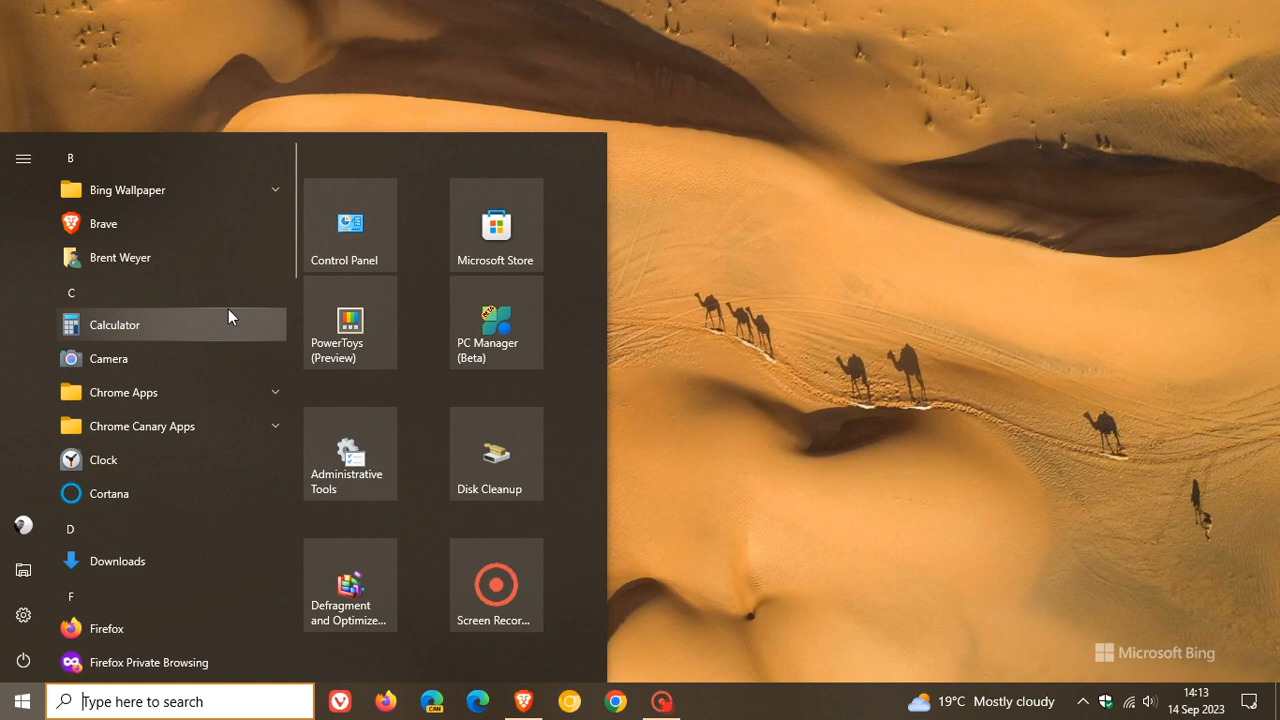 B
Bing Wallpaper
Brave
Brent Weyer
C
Calculator
Camera
Chrome Apps
Chrome Canary Apps
Clock
Cortana
D
Downloads
F
Firefox
Firefox Private Browsing
Control Panel
Microsoft Store
PowerToys
(Preview)
PC Manager
(Beta)
Administrative
Tools
Disk Cleanup
Defragment
and Optimize...
Screen Recor...
Microsoft Bing
Type here to search
CAN
19°C Mostly cloudy
14:13
14 Sep 2023